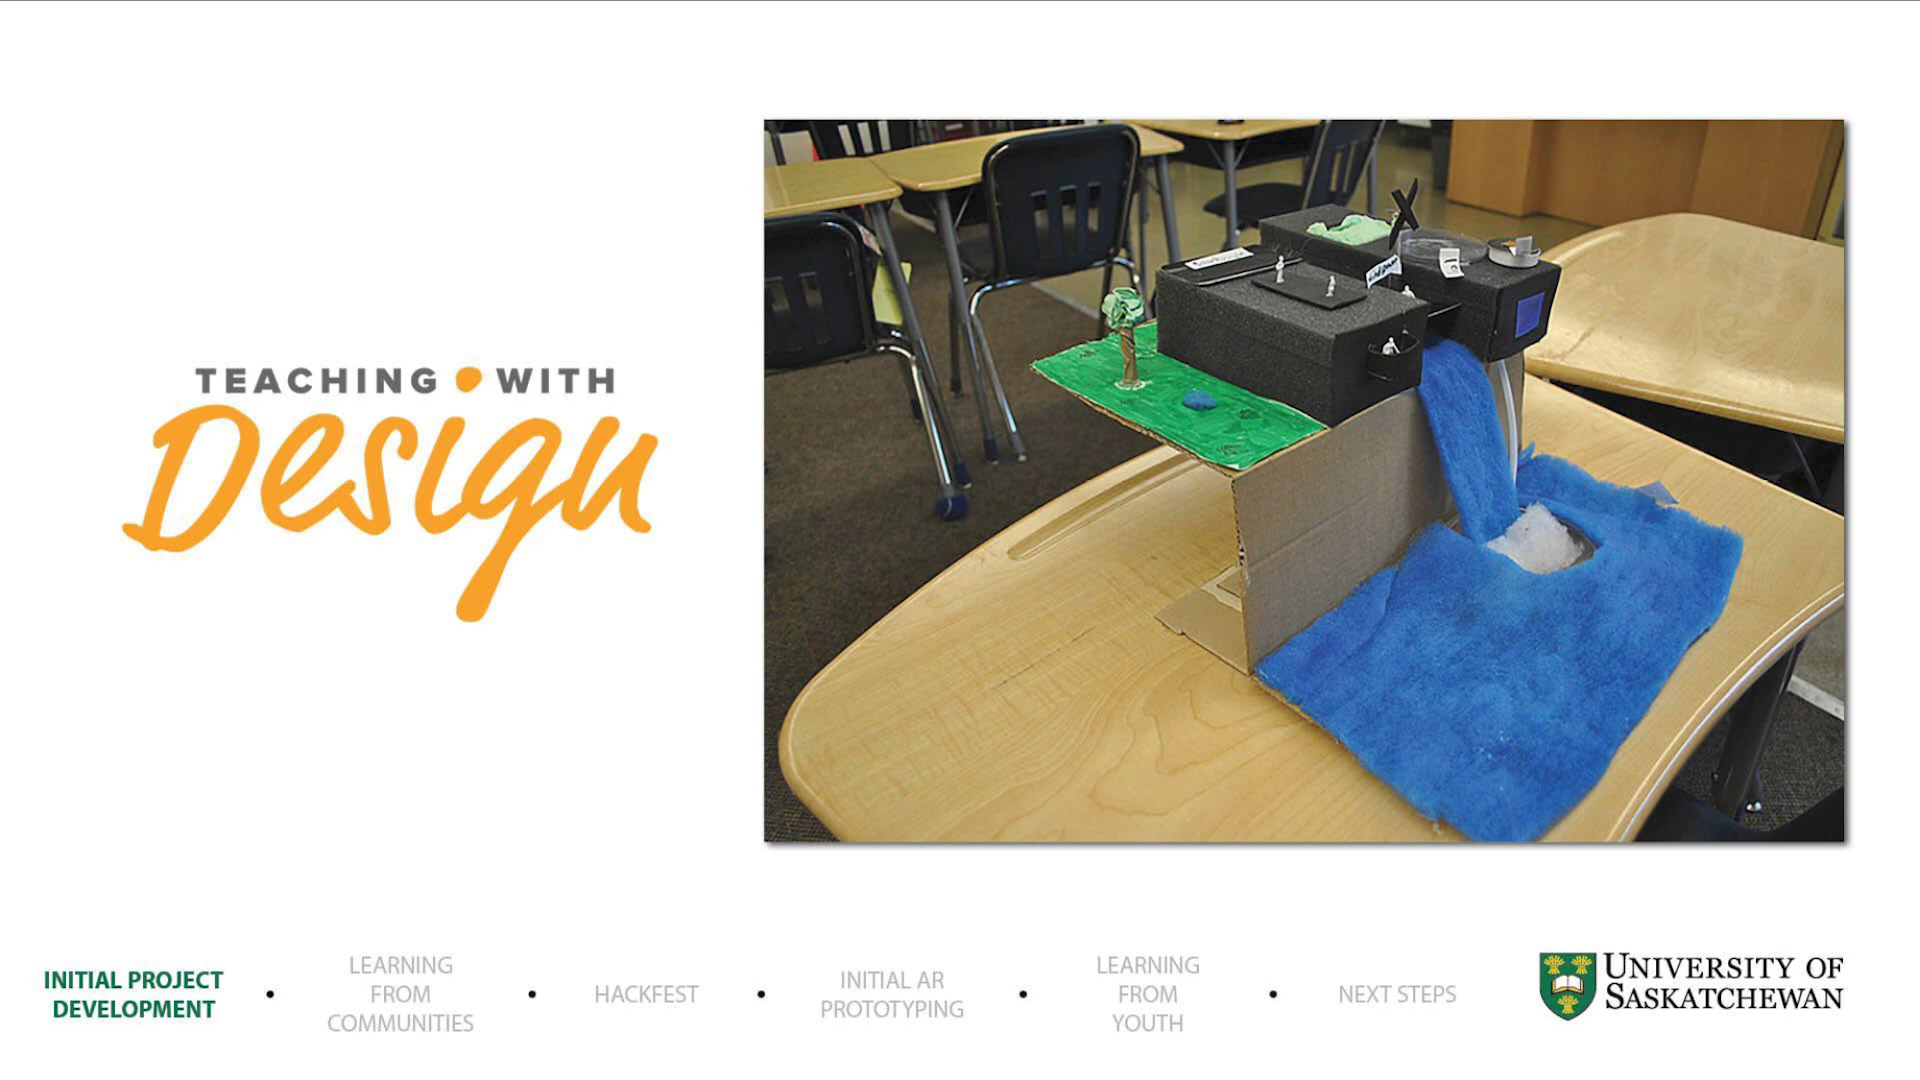 TEACHING • WITH
Design
INITIAL PROJECT
DEVELOPMENT
•
LEARNING
FROM
COMMUNITIES
•
HACKFEST
•
INITIAL AR
PROTOTYPING
•
LEARNING
FROM
YOUTH
•
NEXT STEPS
UNIVERSITY OF
SASKATCHEWAN